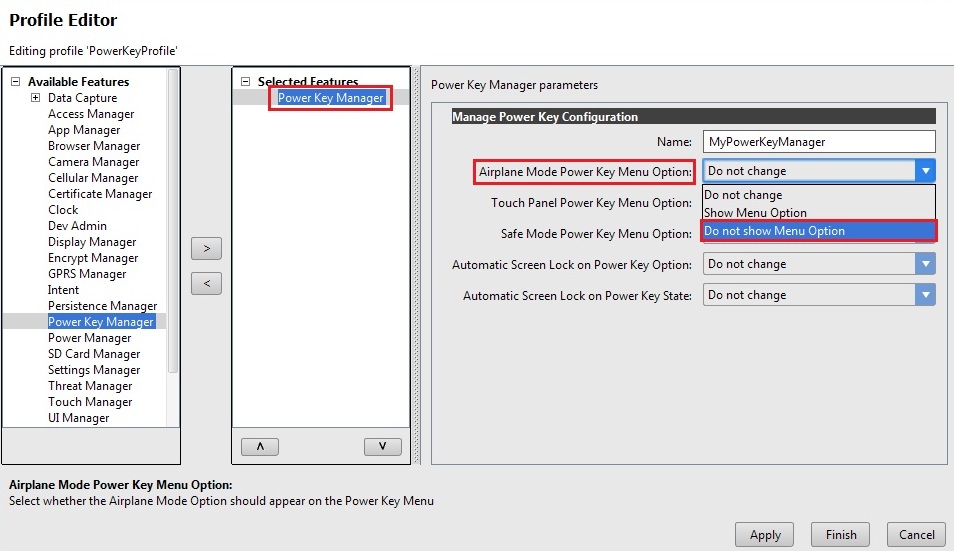 Profile Editor
Editing profile 'PowerKeyProfile'
Available Features
Data Capture
Access Manager
App Manager
Browser Manager
Camera Manager
Cellular Manager
Certificate Manager
Clock
Dev Admin
Display Manager
Encrypt Manager
GPRS Manager
Intent
Persistence Manager
Power Key Manager
Power Manager
SD Card Manager
Settings Manager
Threat Manager
Touch Manager
UI Manager
>
<
Selected Features
Power Key Manager
Λ
V
Power Key Manager parameters
Manage Power Key Configuration
Name: MyPowerKeyManager
Airplane Mode Power Key Menu Option: Do not change
Do not change
Show Menu Option
Do not show Menu Option
Touch Panel Power Key Menu Option:
Safe Mode Power Key Menu Option:
Automatic Screen Lock on Power Key Option: Do not change
Automatic Screen Lock on Power Key State: Do not change
Airplane Mode Power Key Menu Option:
Select whether the Airplane Mode Option should appear on the Power Key Menu
Apply Finish Cancel